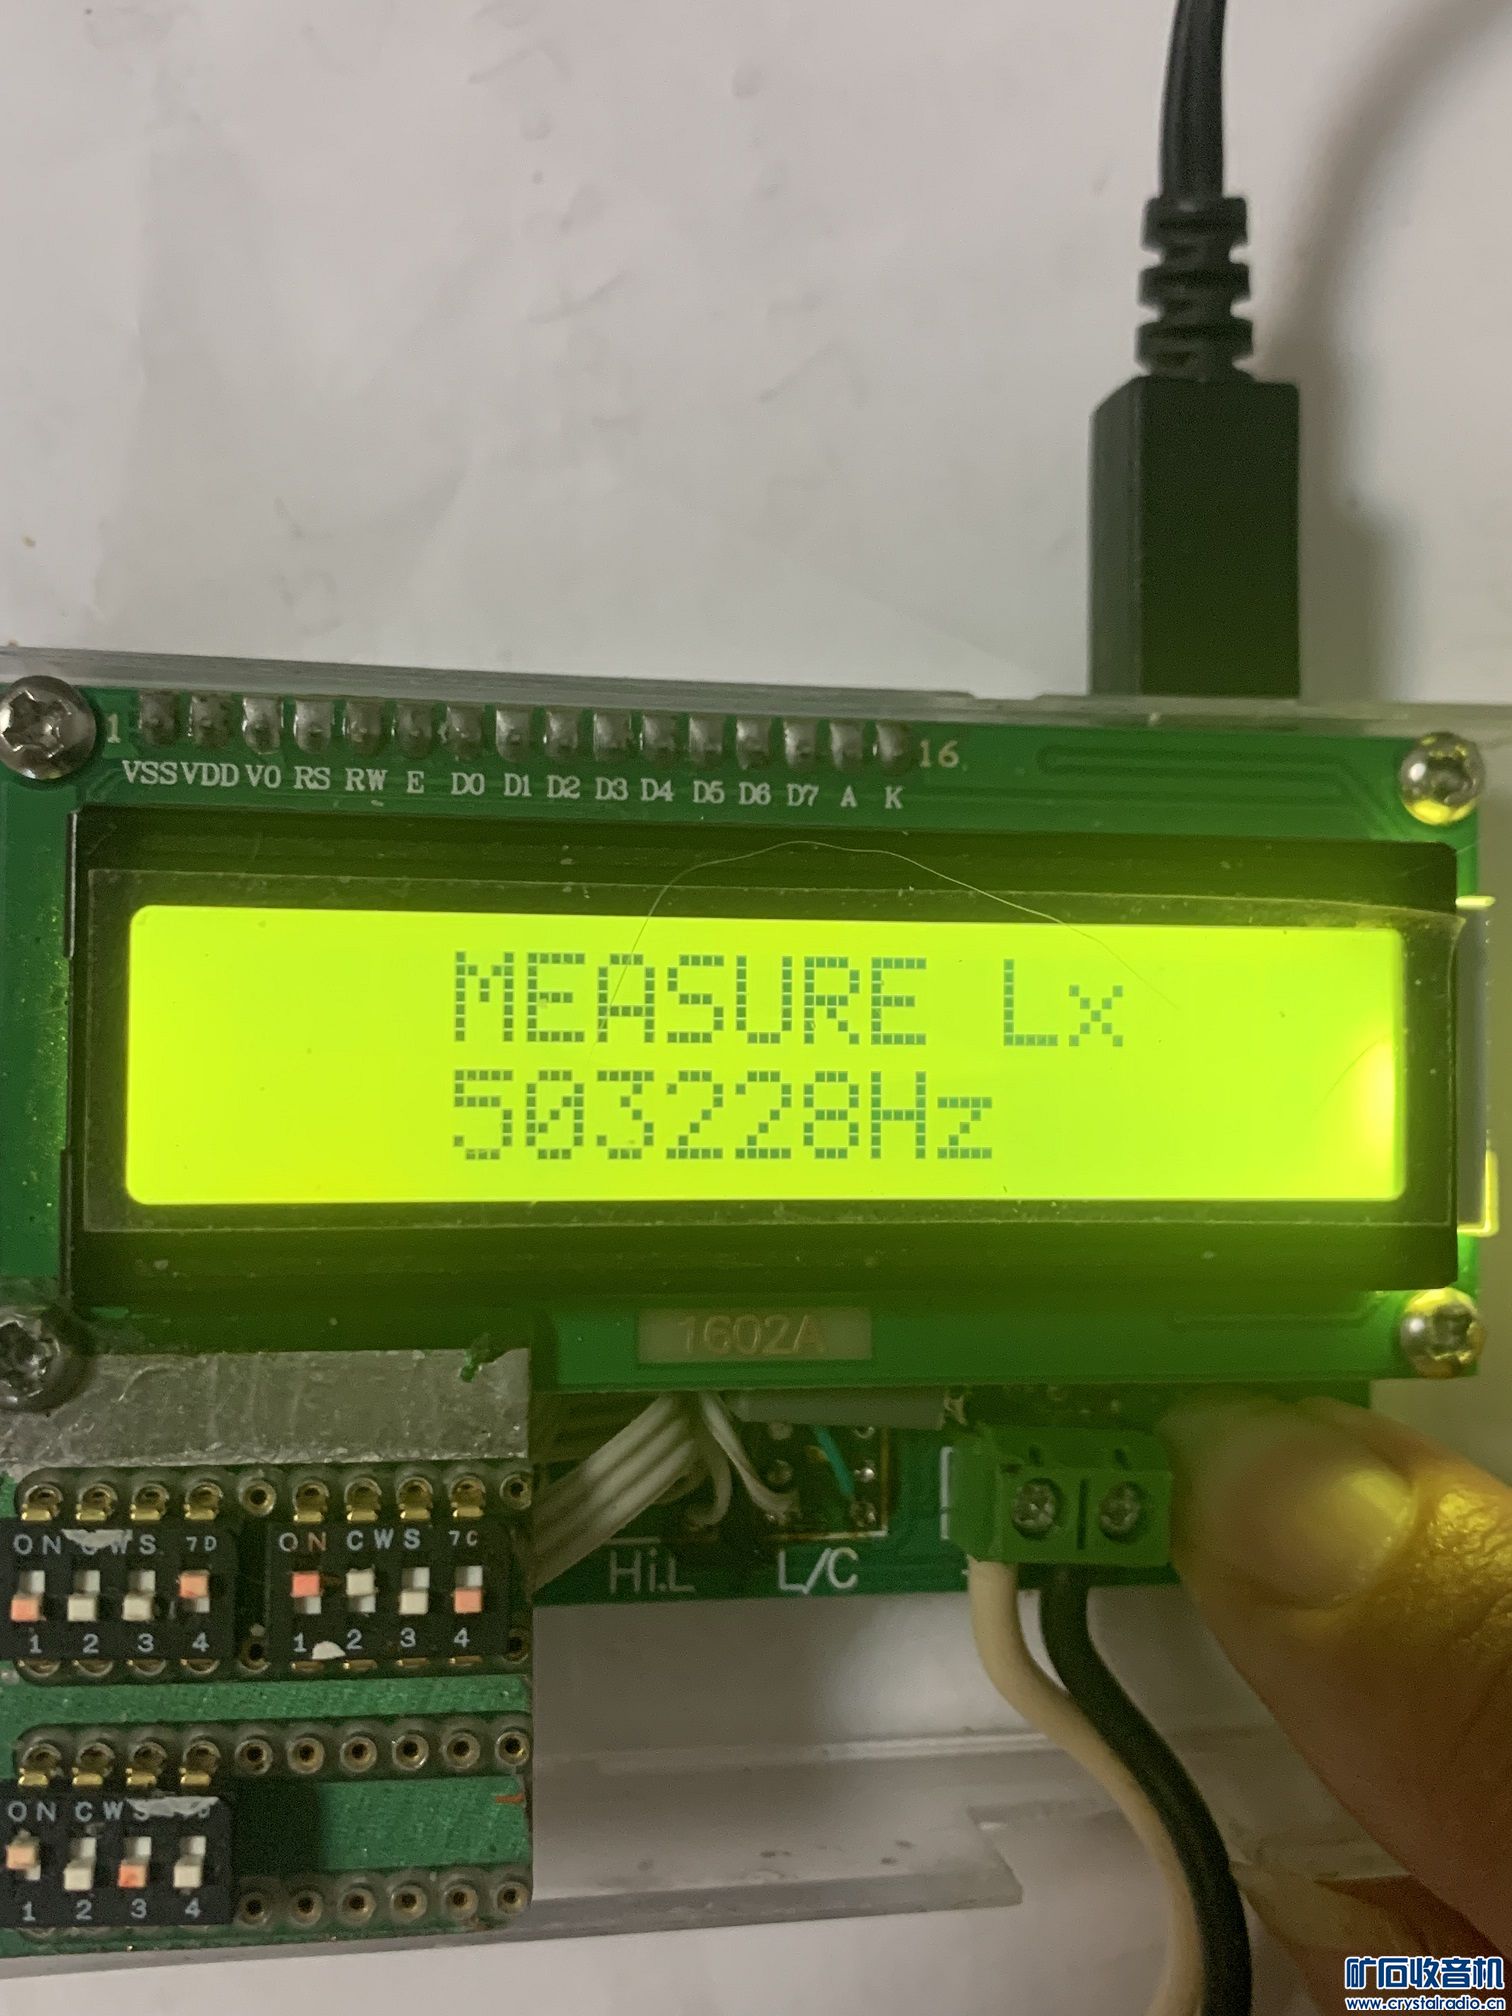 1 16
VSS VDD V0 RS RW E D0 D1 D2 D3 D4 D5 D6 D7 A K
MEASURE Lx
503228Hz
1602A
ON CWS 7D
1 2 3 4
ON CWS 7C
1 2 3 4
Hi.L L/C
ON CWS
1 2 3 4
矿石收音机
www.crystalradio.cn